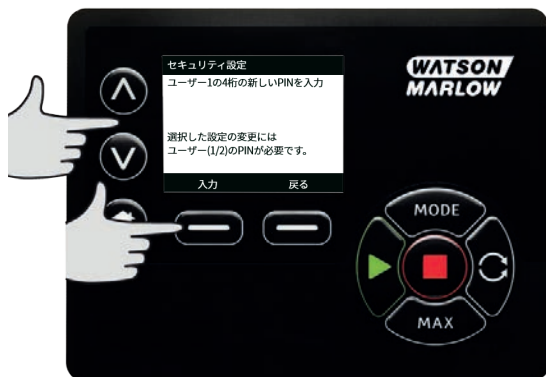 セキュリティ設定
ユーザー1の4桁の新しいPINを入力
選択した設定の変更には
ユーザー(1/2)のPINが必要です。
入力 戻る
WATSON
MARLOW
MODE
MAX